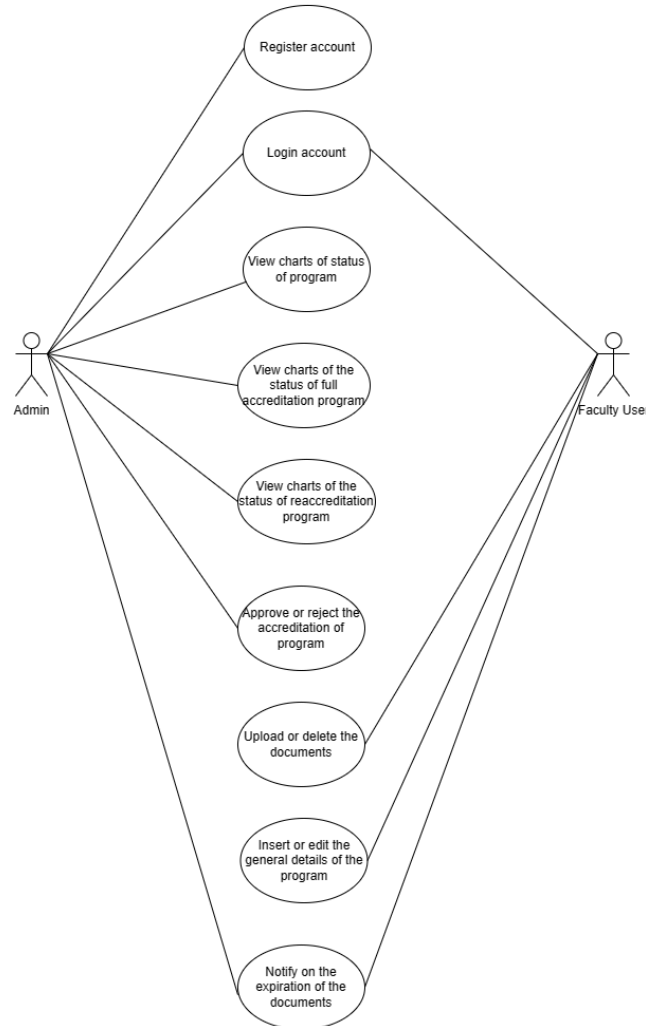 Register account
Login account
View charts of status
of program
Admin
Faculty User
View charts of the
status of full
accreditation program
View charts of the
status of reaccreditation
program
Approve or reject the
accreditation of
program
Upload or delete the
documents
Insert or edit the
general details of the
program
Notify on the
expiration of the
documents